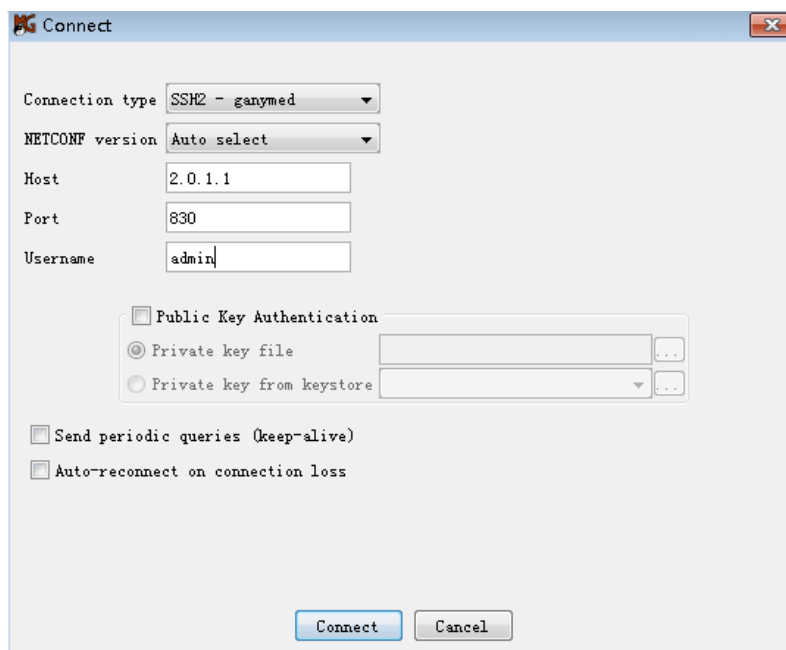 MG Connect
Connection type SSH2 - ganymed
NETCONF version Auto select
Host 2.0.1.1
Port 830
Username admin
Public Key Authentication
Private key file ...
Private key from keystore ...
Send periodic queries (keep-alive)
Auto-reconnect on connection loss
Connect Cancel